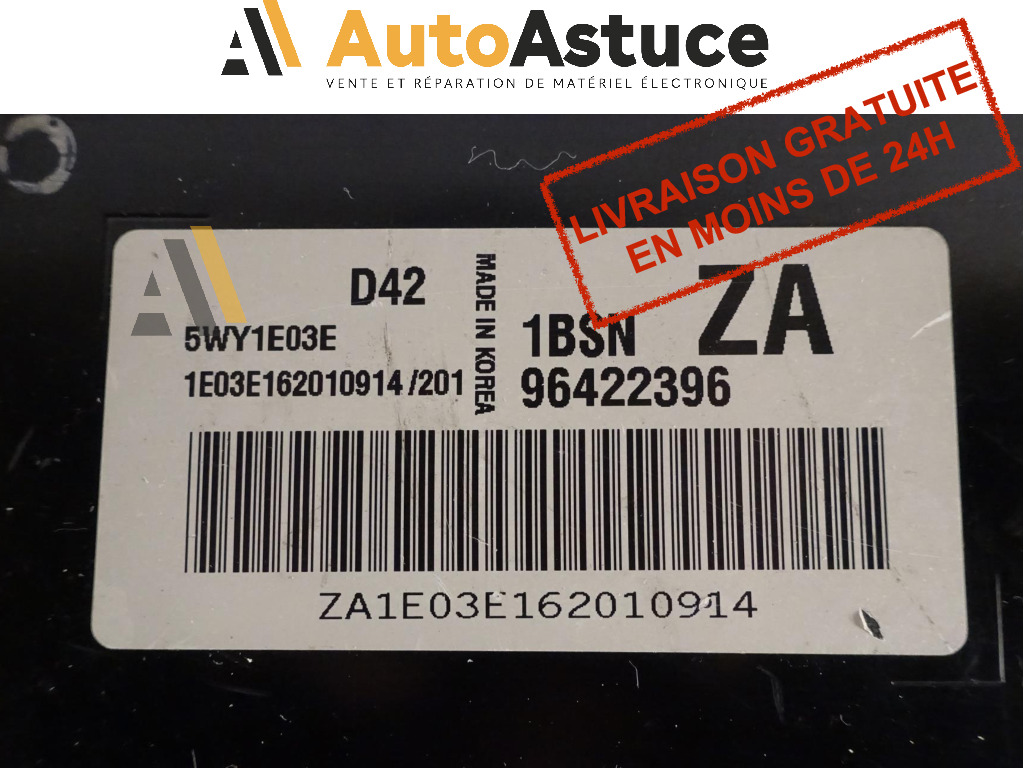 AutoAstuce
VENTE ET RÉPARATION DE MATÉRIEL ÉLECTRONIQUE
LIVRAISON GRATUITE
EN MOINS DE 24H
D42
5WY1E03E
1E03E162010914/201
MADE IN KOREA
1BSN
ZA
96422396
ZA1E03E162010914